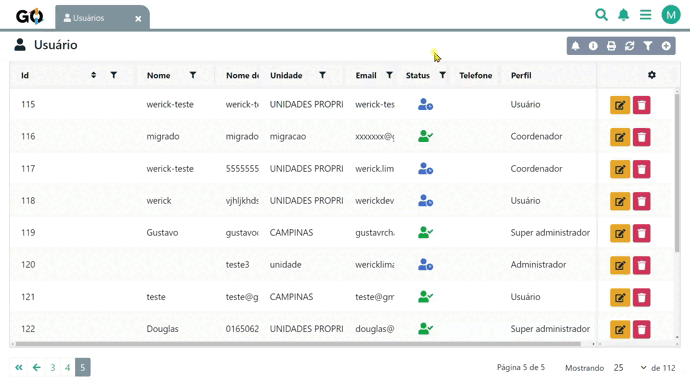 GO Usuários × M
Usuário
Id Nome Nome de Unidade Email Status Telefone Perfil
115 werick-teste werick-te UNIDADES PROPRI werick-tes Usuário
116 migrado migrado migracao xxxxxxx@g Coordenador
117 werick-teste 5555555 UNIDADES PROPRI werick.lim Coordenador
118 werick vjhljkhds UNIDADES PROPRI werickdev Usuário
119 Gustavo gustavoc CAMPINAS gustavrcha Super administrador
120 teste3 unidade wericklima Administrador
121 teste teste@g CAMPINAS teste@gm Usuário
122 Douglas 0165062 UNIDADES PROPRI douglas@ Super administrador
3 4 5 Página 5 de 5 Mostrando 25 de 112